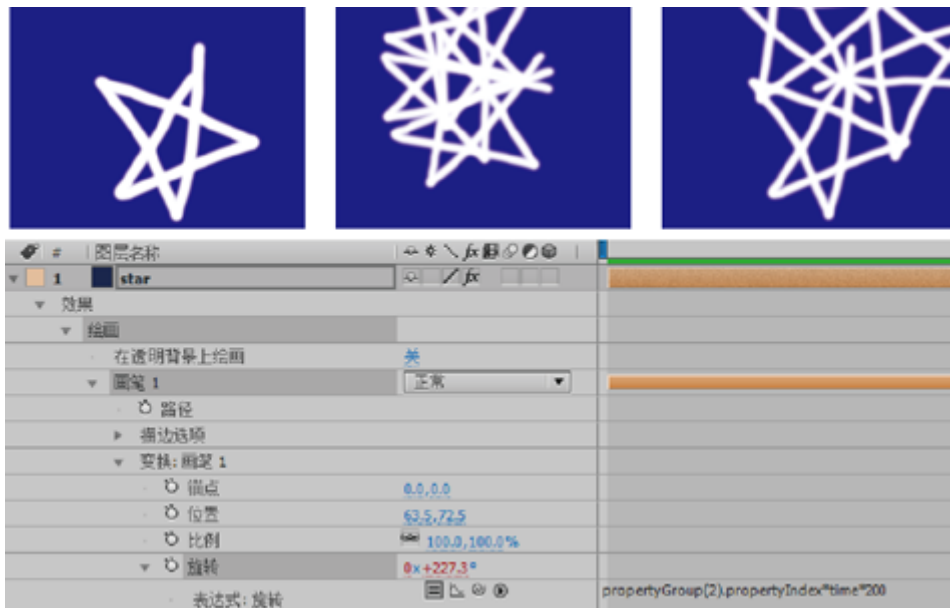 # 图层名称 fx
1 star fx
效果
绘画
在透明背景上绘画 关
画笔 1 正常
路径
描边选项
变换: 画笔 1
锚点 0.0,0.0
位置 63.5,72.5
比例 100.0,100.0%
旋转 0x+227.3°
表达式: 旋转 propertyGroup(2).propertyIndex*time*200